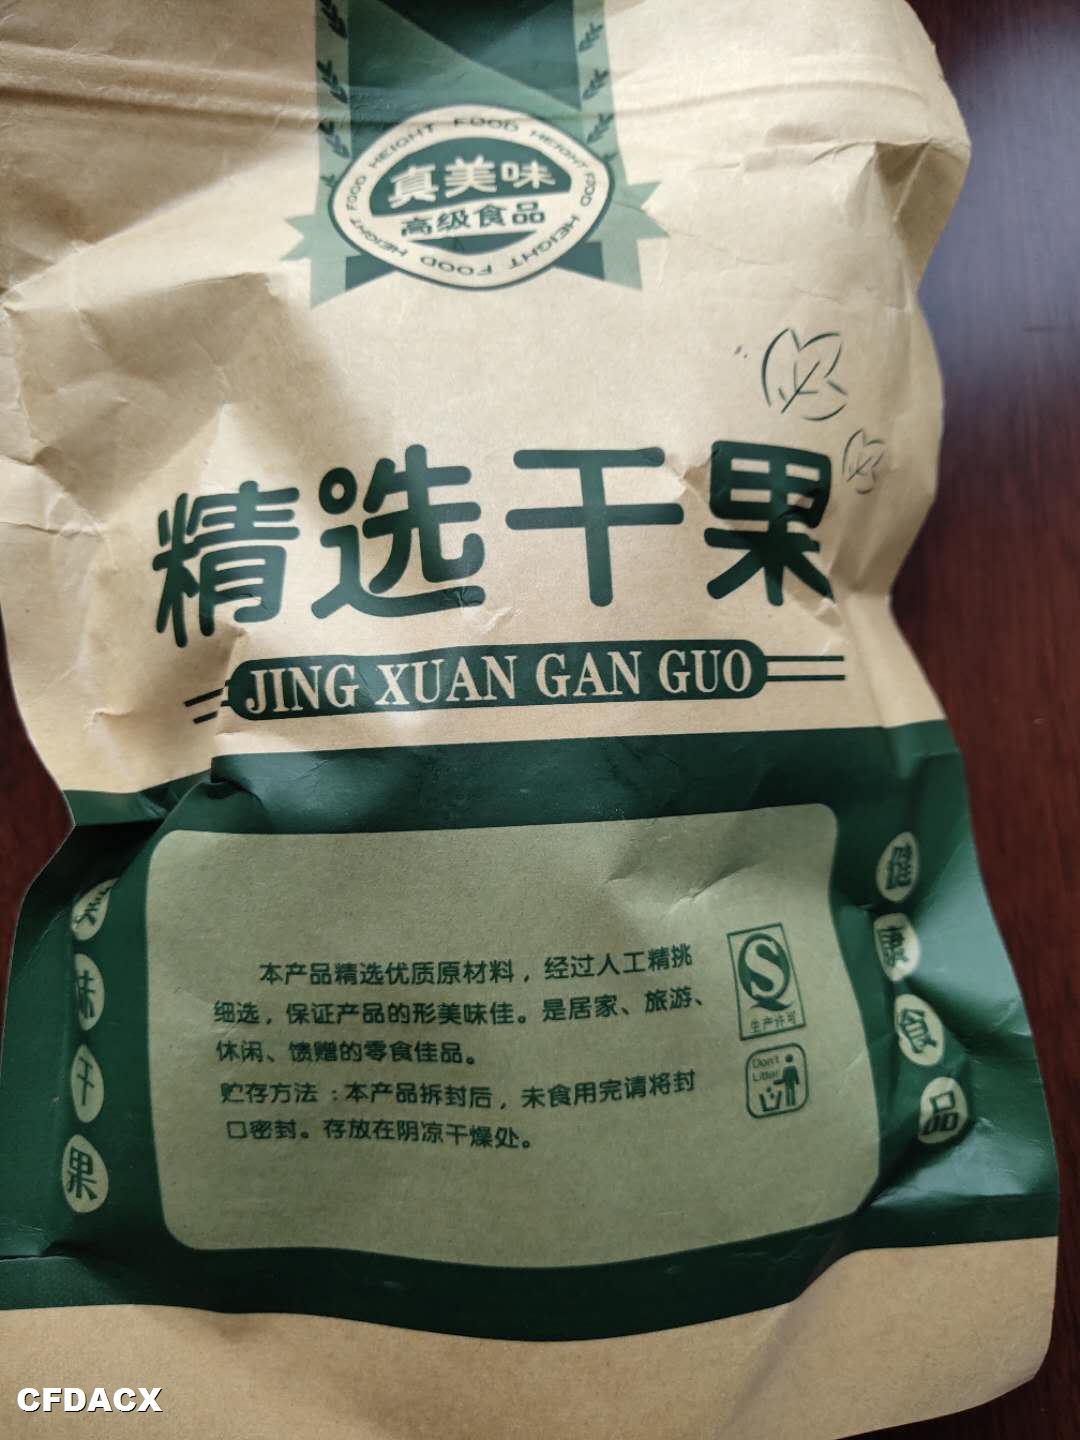 FOOD HEIGHT FOOD HEIGHT FOOD HEIGHT FOOD HEIGHT
真美味
高级食品
精选干果
JING XUAN GAN GUO
本产品精选优质原材料，经过人工精挑
细选，保证产品的形美味佳。是居家、旅游、
休闲、馈赠的零食佳品。
贮存方法：本产品拆封后，未食用完请将封
口密封。存放在阴凉干燥处。
生产许可
Don't
Litter
美味干果
健康食品
CFDACX